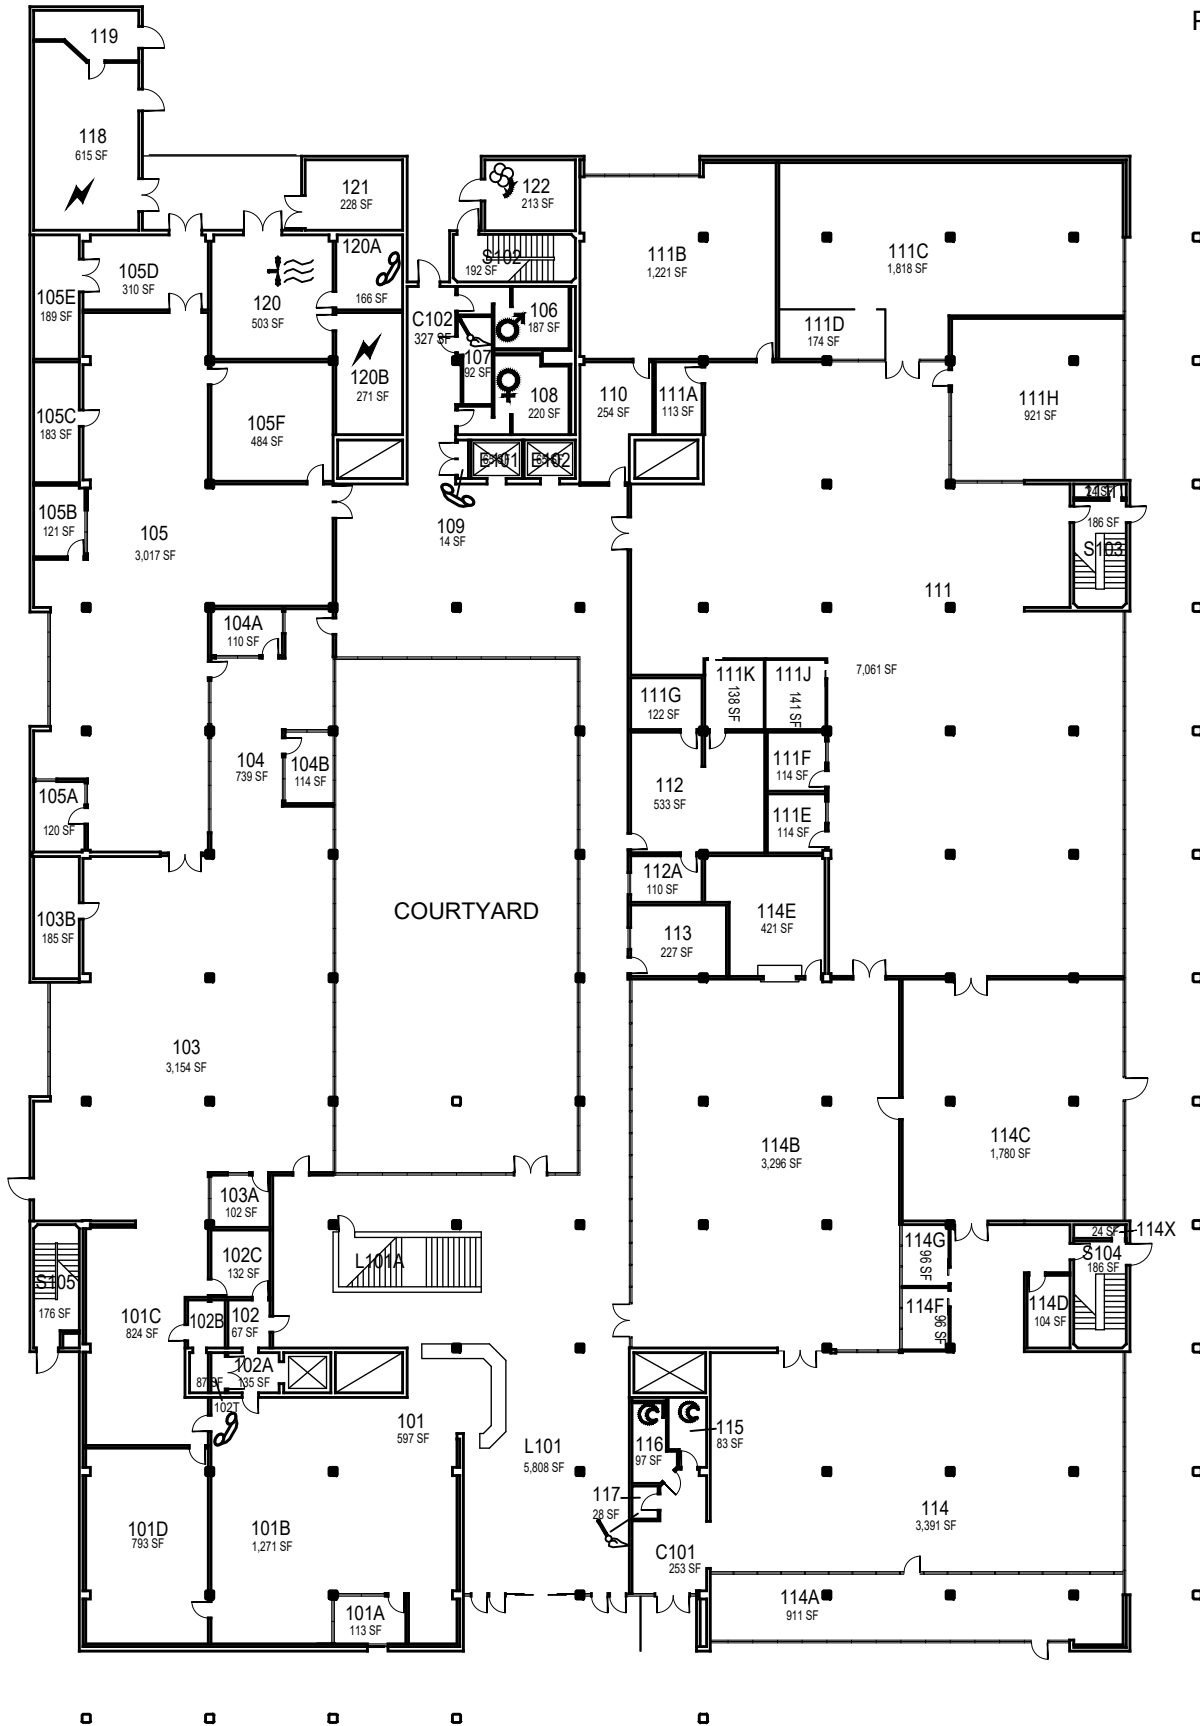 P
119
118
615 SF
121
228 SF
122
213 SF
120A
166 SF
S102
192 SF
111B
1,221 SF
111C
1,818 SF
105D
310 SF
105E
189 SF
120
503 SF
C102
327 SF
106
187 SF
111D
174 SF
107
92 SF
120B
271 SF
108
220 SF
110
254 SF
111A
113 SF
111H
921 SF
105C
183 SF
105F
484 SF
E101
E102
105B
121 SF
105
3,017 SF
109
14 SF
24 SF
186 SF
S103
111
7,061 SF
104A
110 SF
111G
122 SF
111K
138 SF
111J
141 SF
104
739 SF
104B
114 SF
112
533 SF
111F
114 SF
105A
120 SF
111E
114 SF
112A
110 SF
103B
185 SF
COURTYARD
113
227 SF
114E
421 SF
103
3,154 SF
114B
3,296 SF
114C
1,780 SF
103A
102 SF
102C
132 SF
L101A
114G
96 SF
24 SF
114X
S104
186 SF
S105
176 SF
101C
824 SF
102B
87 SF
102
67 SF
114F
96 SF
114D
104 SF
102A
135 SF
102T
101
597 SF
L101
5,808 SF
116
97 SF
115
83 SF
117
28 SF
114
3,391 SF
101D
793 SF
101B
1,271 SF
C101
253 SF
101A
113 SF
114A
911 SF